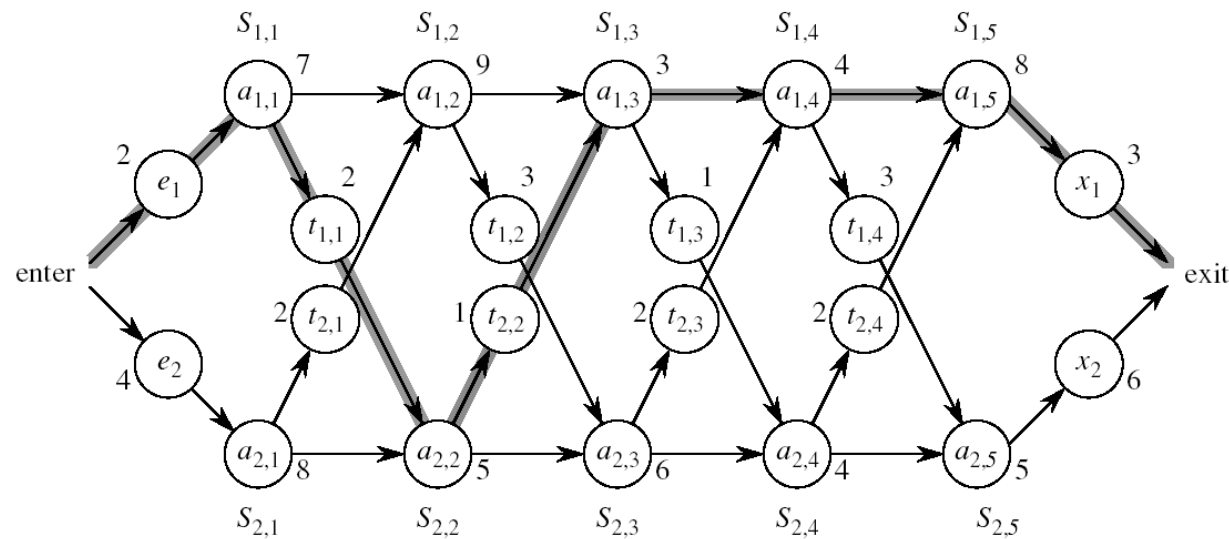 S1,1 S1,2 S1,3 S1,4 S1,5
7 9 3 4 8
a1,1 a1,2 a1,3 a1,4 a1,5
2 2 3 1 3 3
e1 x1
t1,1 t1,2 t1,3 t1,4
enter exit
2 1 2 2
t2,1 t2,2 t2,3 t2,4
e2 x2
4 6
a2,1 a2,2 a2,3 a2,4 a2,5
8 5 6 4 5
S2,1 S2,2 S2,3 S2,4 S2,5